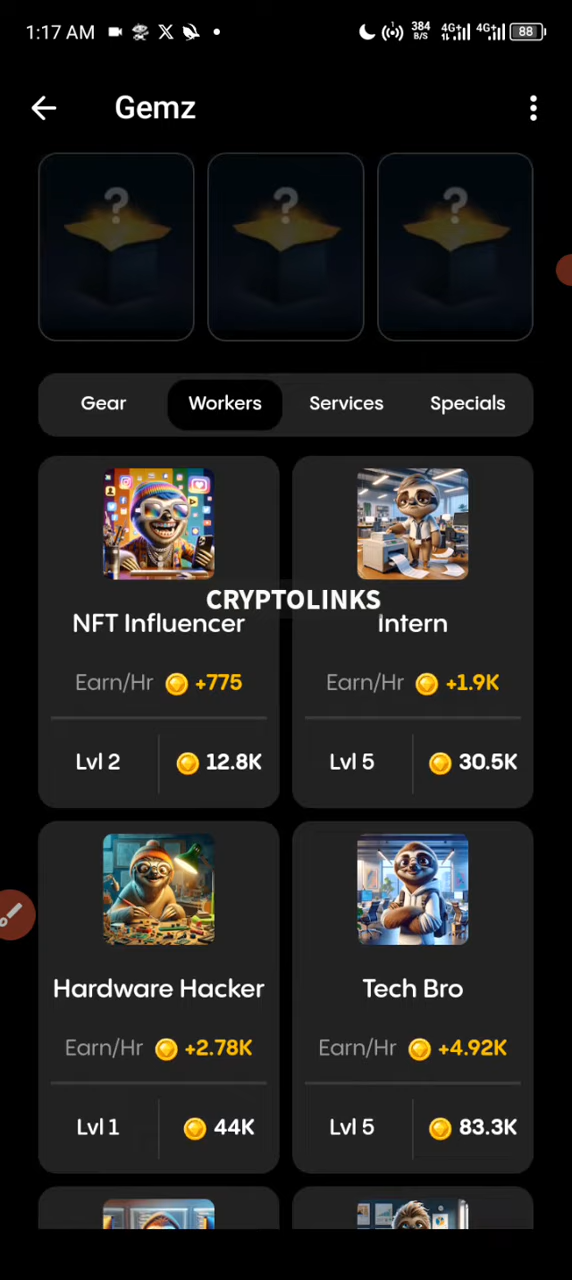 1:17 AM 384 B/S 4G+ 4G+ 88
Gemz
? ? ?
Gear Workers Services Specials
CRYPTOLINKS
NFT Influencer Intern
Earn/Hr +775 Earn/Hr +1.9K
Lvl 2 12.8K Lvl 5 30.5K
Hardware Hacker Tech Bro
Earn/Hr +2.78K Earn/Hr +4.92K
Lvl 1 44K Lvl 5 83.3K